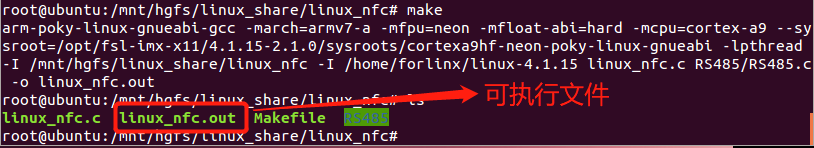 root@ubuntu:/mnt/hgfs/linux_share/linux_nfc# make
arm-poky-linux-gnueabi-gcc -march=armv7-a -mfpu=neon -mfloat-abi=hard -mcpu=cortex-a9 --sy
sroot=/opt/fsl-imx-x11/4.1.15-2.1.0/sysroots/cortexa9hf-neon-poky-linux-gnueabi -lpthread
-I /mnt/hgfs/linux_share/linux_nfc -I /home/forlinx/linux-4.1.15 linux_nfc.c RS485/RS485.c
-o linux_nfc.out
root@ubuntu:/mnt/hgfs/linux_share/linux_nfc# ls
可执行文件
linux_nfc.c linux_nfc.out Makefile RS485
root@ubuntu:/mnt/hgfs/linux_share/linux_nfc#